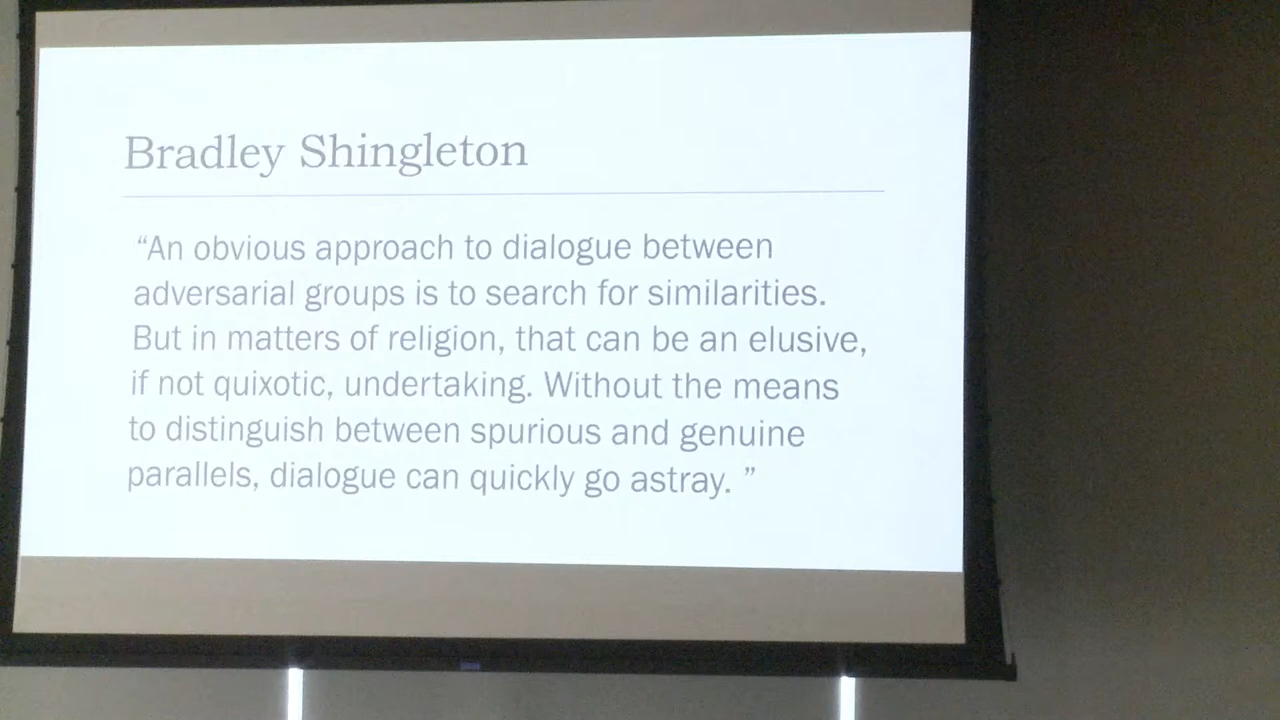 Bradley Shingleton
“An obvious approach to dialogue between
adversarial groups is to search for similarities.
But in matters of religion, that can be an elusive,
if not quixotic, undertaking. Without the means
to distinguish between spurious and genuine
parallels, dialogue can quickly go astray. ”